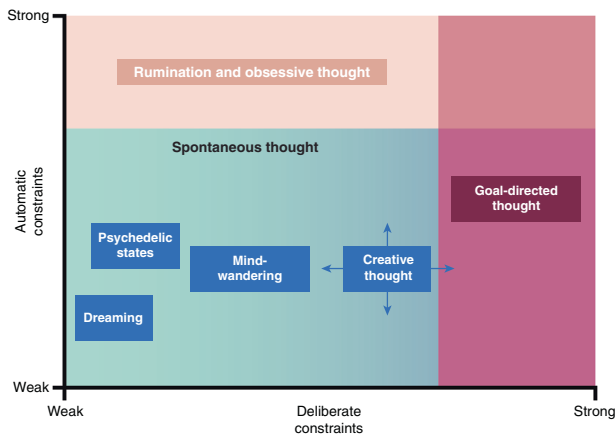 Strong
Rumination and obsessive thought
Spontaneous thought
Automatic
constraints
Goal-directed
thought
Psychedelic
states
Mind-
wandering
Creative
thought
Dreaming
Weak
Weak
Deliberate
constraints
Strong